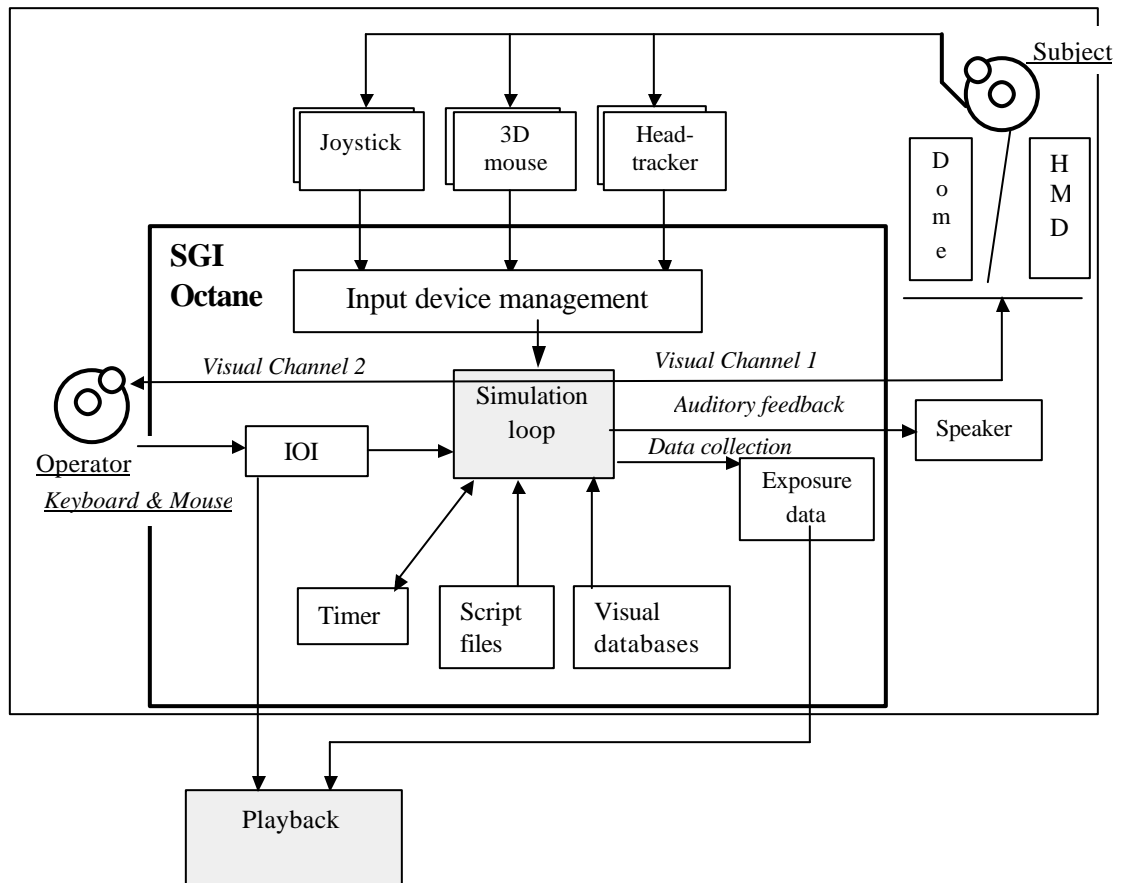 Subject
Joystick
3D
mouse
Head-
tracker
D
o
m
e
H
M
D
SGI
Octane
Input device management
Visual Channel 2
Visual Channel 1
Simulation
loop
Auditory feedback
Speaker
Data collection
IOI
Operator
Keyboard & Mouse
Exposure
data
Timer
Script
files
Visual
databases
Playback